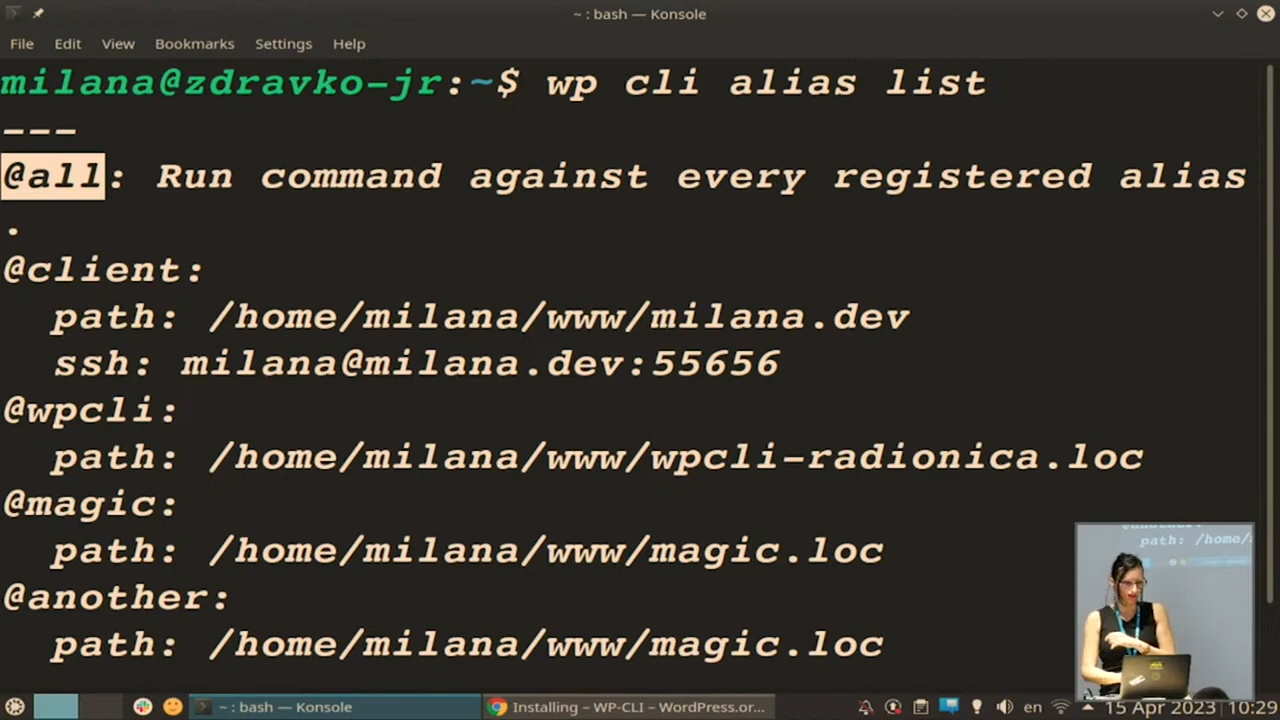 ~ : bash — Konsole
File Edit View Bookmarks Settings Help
milana@zdravko-jr:~$ wp cli alias list
---
@all: Run command against every registered alias
.
@client:
  path: /home/milana/www/milana.dev
  ssh: milana@milana.dev:55656
@wpcli:
  path: /home/milana/www/wpcli-radionica.loc
@magic:
  path: /home/milana/www/magic.loc
@another:
  path: /home/milana/www/magic.loc
path: /home/
~ : bash — Konsole
Installing – WP-CLI – WordPress.or...
en
15 Apr 2023
10:29